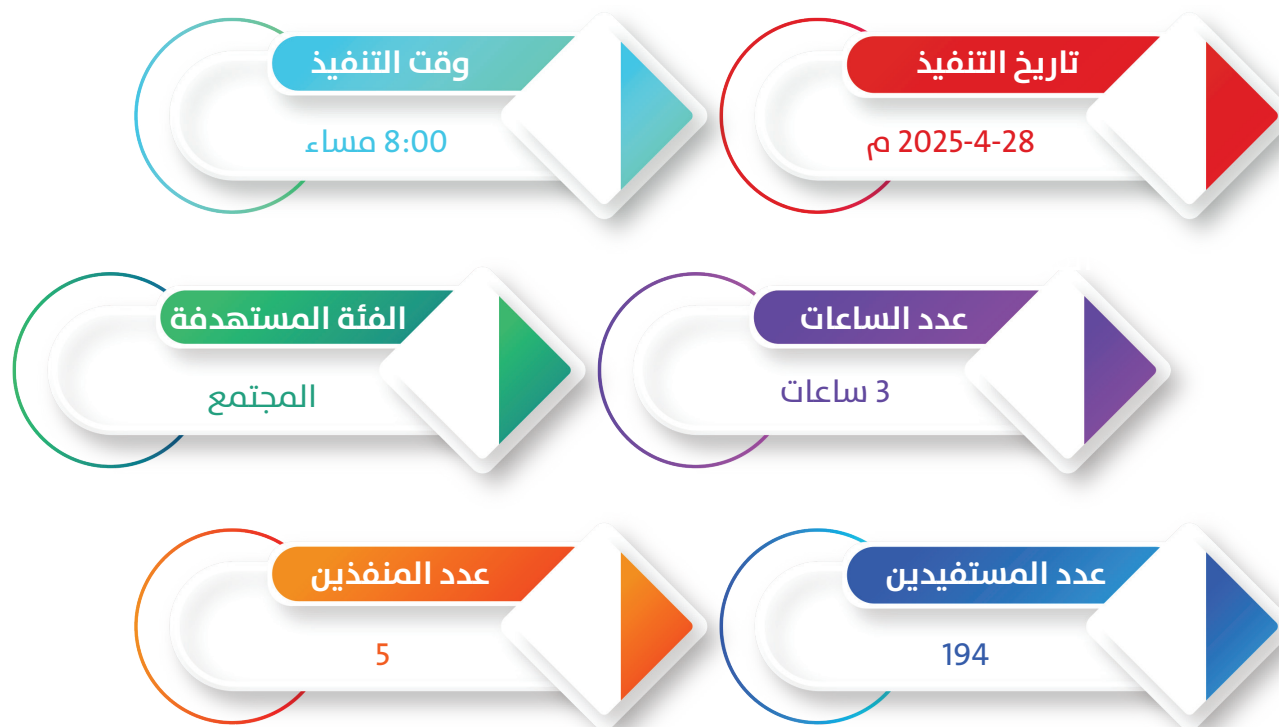 تاريخ التنفيذ
28-4-2025 م
وقت التنفيذ
8:00 مساء
عدد الساعات
3 ساعات
الفئة المستهدفة
المجتمع
عدد المستفيدين
194
عدد المنفذين
5